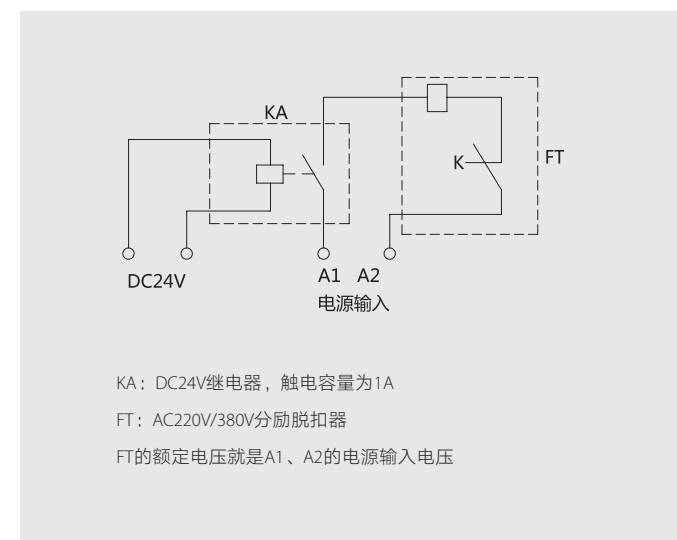 KA
K
FT
DC24V
A1 A2
电源输入
KA：DC24V继电器，触电容量为1A
FT：AC220V/380V分励脱扣器
FT的额定电压就是A1、A2的电源输入电压